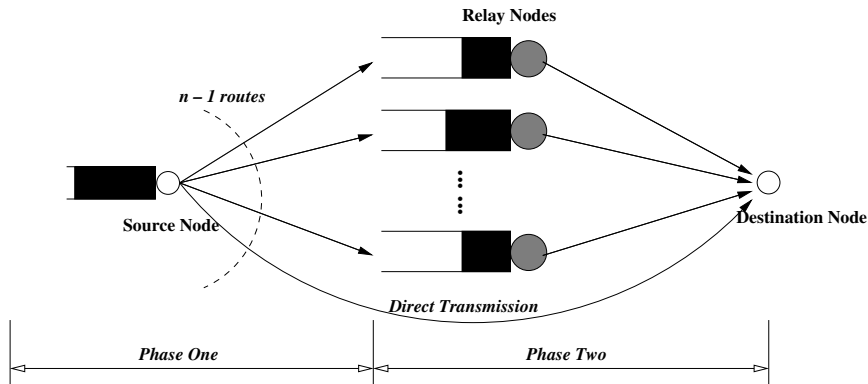 Relay Nodes
n – 1 routes
Source Node
Destination Node
Direct Transmission
Phase One
Phase Two